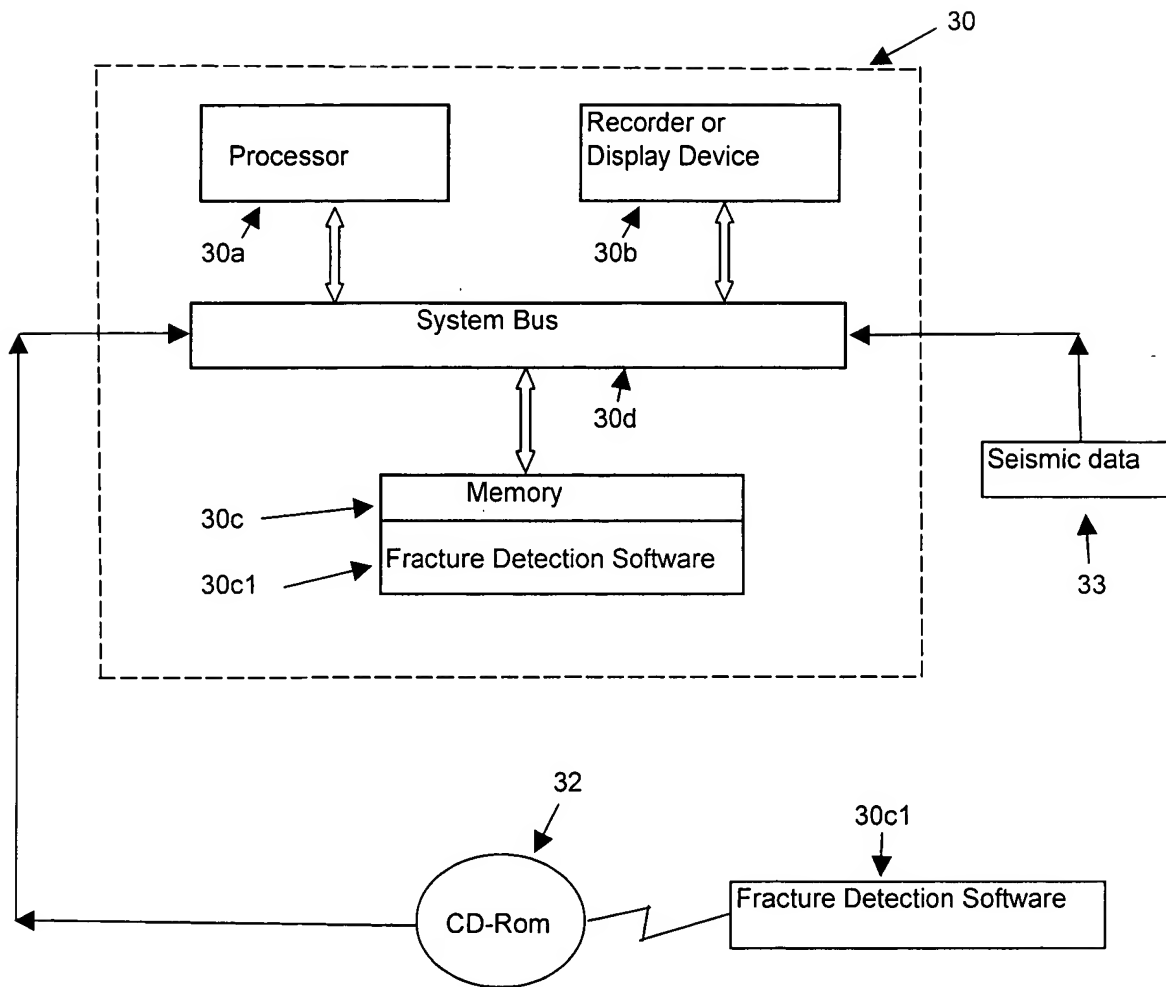 30
Processor
Recorder or
Display Device
30a
30b
System Bus
30d
Seismic data
Memory
30c
Fracture Detection Software
30c1
33
32
30c1
CD-Rom
Fracture Detection Software